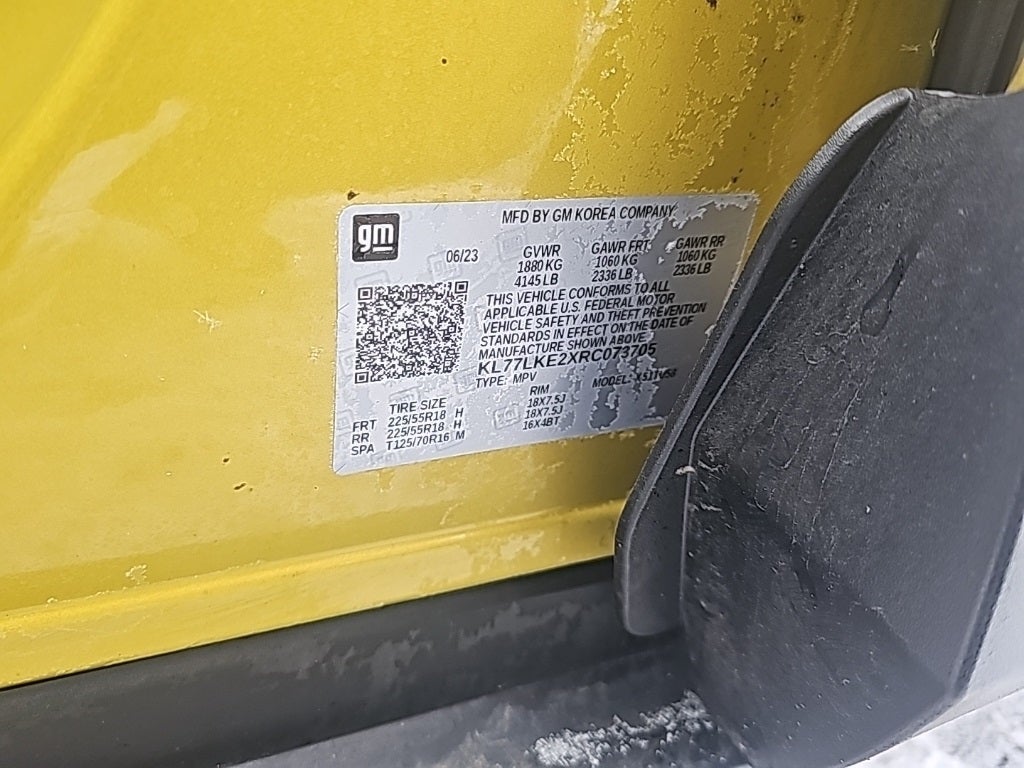 gm
MFD BY GM KOREA COMPANY
06/23
GVWR GAWR FRT GAWR RR
1880 KG 1060 KG 1060 KG
4145 LB 2336 LB 2336 LB
THIS VEHICLE CONFORMS TO ALL
APPLICABLE U.S. FEDERAL MOTOR
VEHICLE SAFETY AND THEFT PREVENTION
STANDARDS IN EFFECT ON THE DATE OF
MANUFACTURE SHOWN ABOVE
KL77LKE2XRC073705
TYPE: MPV MODEL:
TIRE SIZE RIM
FRT 225/55R18 H 18X7.5J
RR 225/55R18 H 18X7.5J
SPA T125/70R16 M 16X4BT